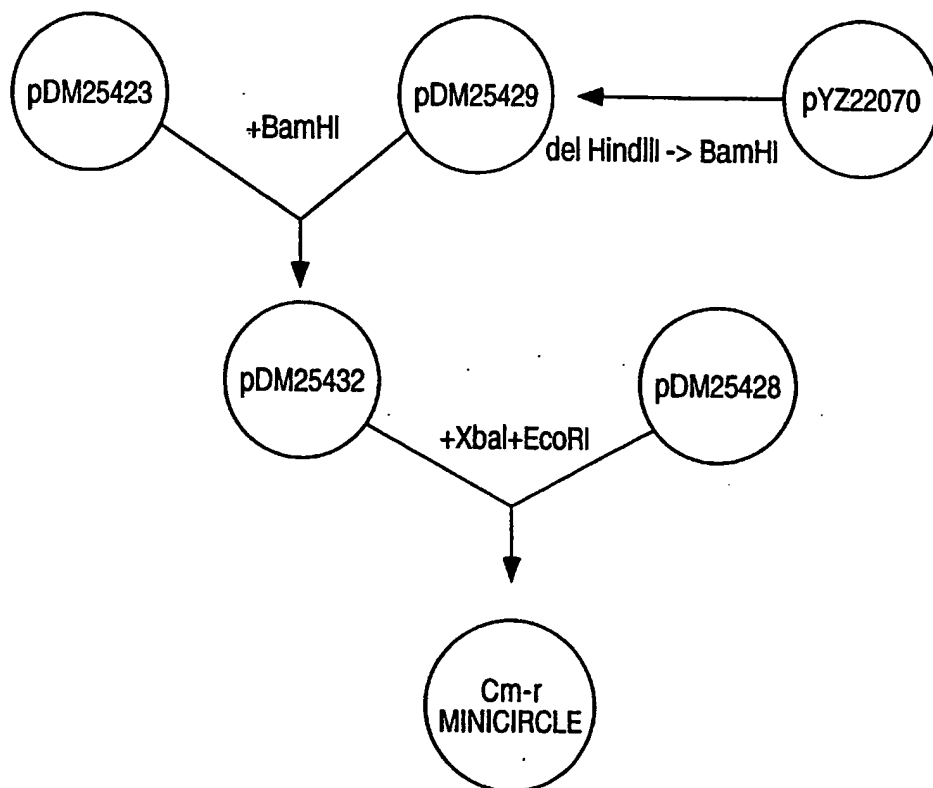 pDM25423
pDM25429
pYZ22070
+BamHI
del HindIII -> BamHI
pDM25432
pDM25428
+XbaI+EcoRI
Cm-r
MINICIRCLE